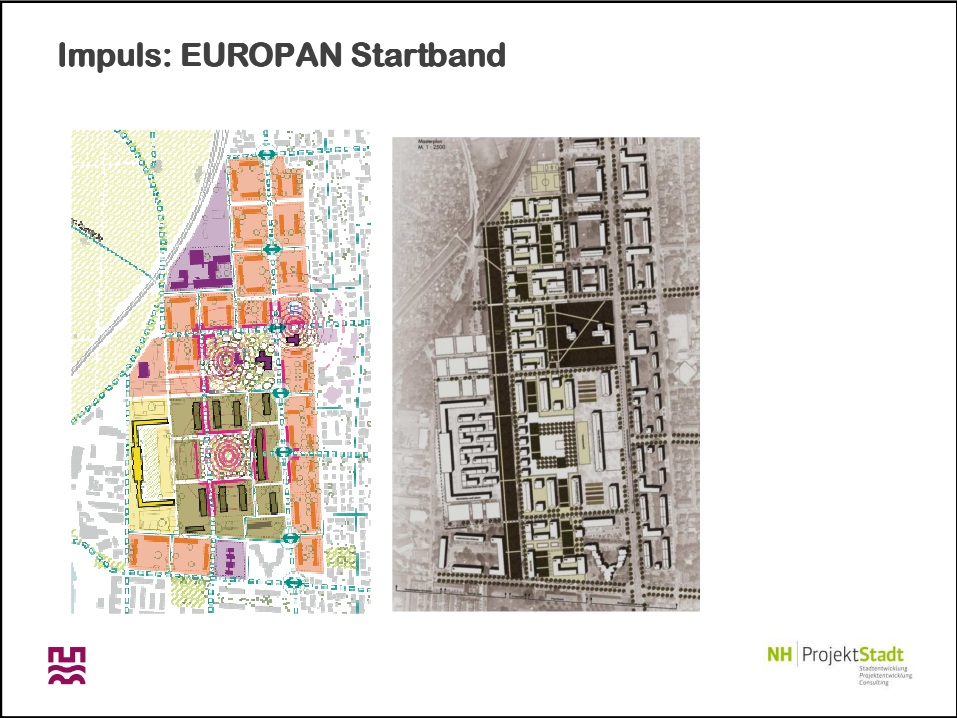 Impuls: EUROPAN Startband
Masterplan
M. 1 : 2500
NH ProjektStadt
Stadtentwicklung
Projektentwicklung
Consulting